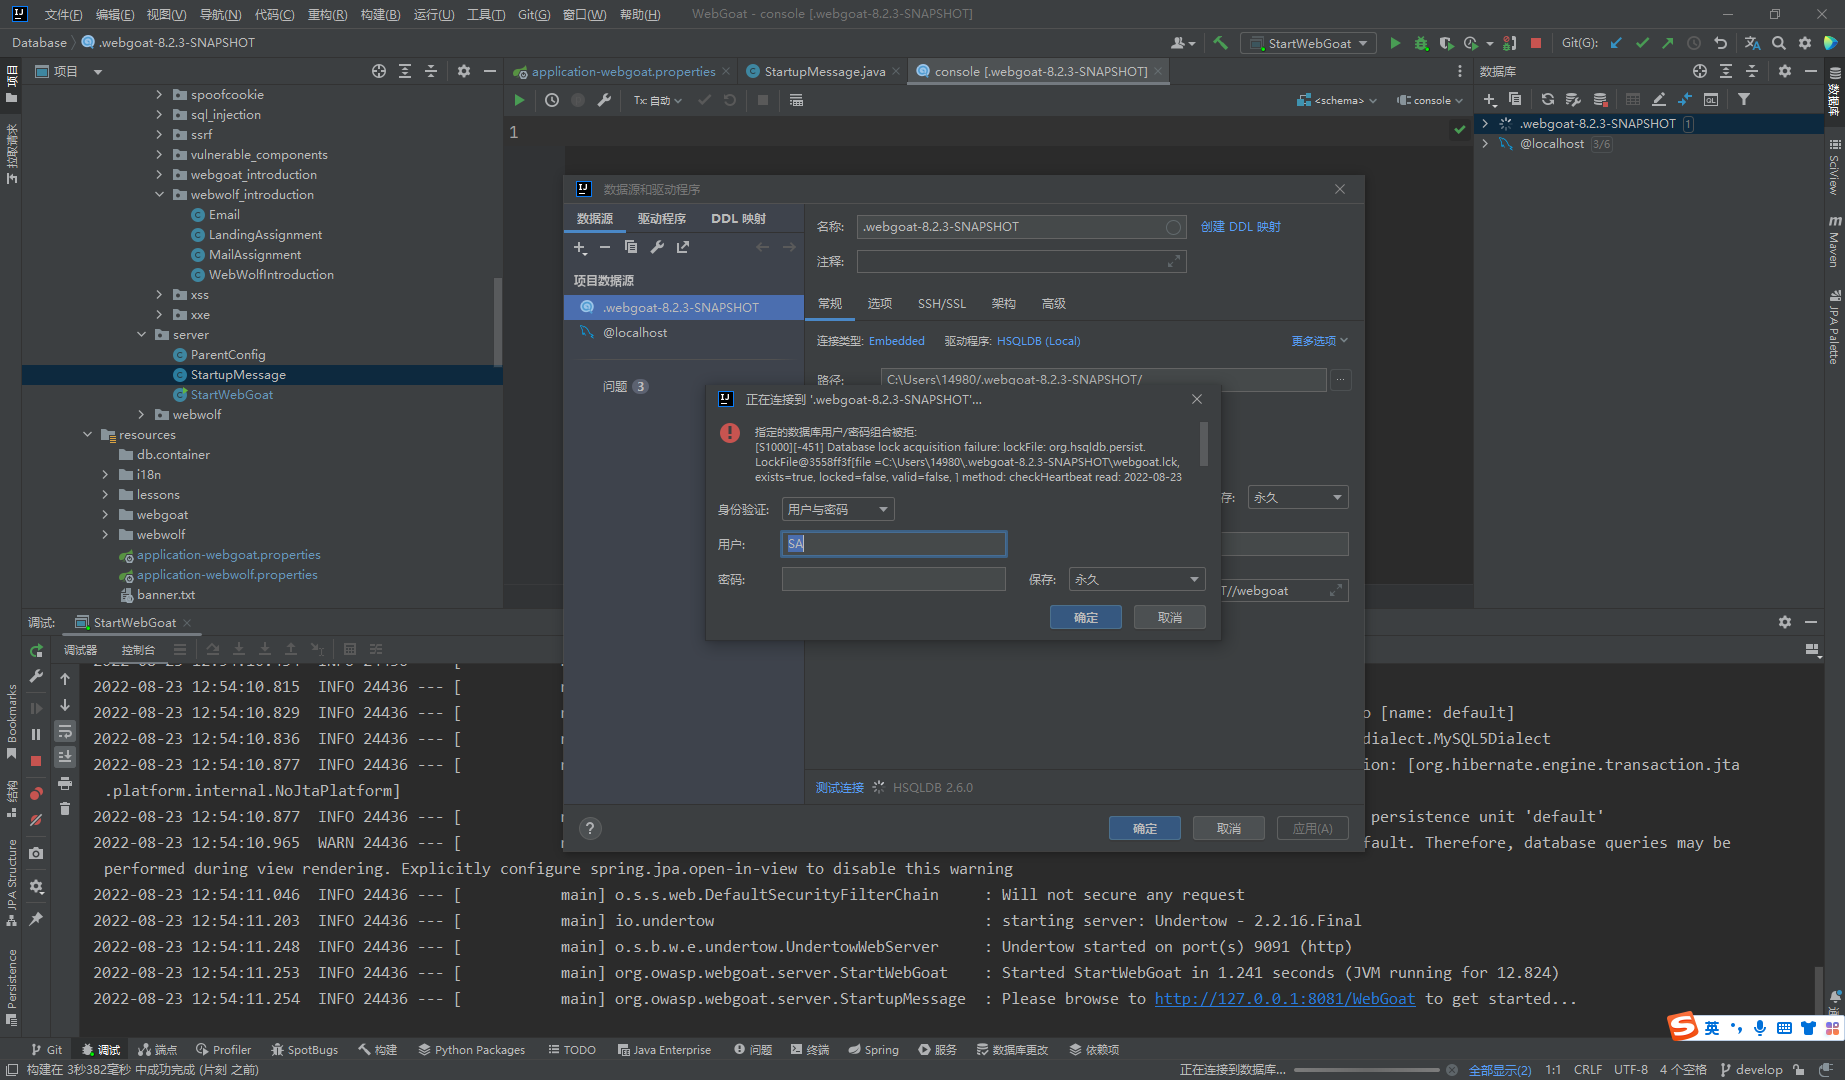 文件(F) 编辑(E) 视图(V) 导航(N) 代码(C) 重构(R) 构建(B) 运行(U) 工具(T) Git(G) 窗口(W) 帮助(H) WebGoat - console [.webgoat-8.2.3-SNAPSHOT]
Database .webgoat-8.2.3-SNAPSHOT StartWebGoat Git(G):
项目
application-webgoat.properties StartupMessage.java console [.webgoat-8.2.3-SNAPSHOT]
数据库
Tx: 自动 <schema> console
1
.webgoat-8.2.3-SNAPSHOT 1
@localhost 3/6
项目
拉取请求
spoofcookie
sql_injection
ssrf
vulnerable_components
webgoat_introduction
webwolf_introduction
Email
LandingAssignment
MailAssignment
WebWolfIntroduction
xss
xxe
server
ParentConfig
StartupMessage
StartWebGoat
webwolf
resources
db.container
i18n
lessons
webgoat
webwolf
application-webgoat.properties
application-webwolf.properties
banner.txt
数据库
SciView
Maven
JPA Palette
数据源和驱动程序
数据源 驱动程序 DDL 映射
项目数据源
.webgoat-8.2.3-SNAPSHOT
@localhost
问题 3
名称: .webgoat-8.2.3-SNAPSHOT 创建 DDL 映射
注释:
常规 选项 SSH/SSL 架构 高级
连接类型: Embedded 驱动程序: HSQLDB (Local) 更多选项
路径: C:\Users\14980/.webgoat-8.2.3-SNAPSHOT/
存: 永久
T//webgoat
测试连接 HSQLDB 2.6.0
确定 取消 应用(A)
正在连接到 '.webgoat-8.2.3-SNAPSHOT'...
指定的数据库用户/密码组合被拒:
[S1000][-451] Database lock acquisition failure: lockFile: org.hsqldb.persist.
LockFile@3558ff3f[file =C:\Users\14980\.webgoat-8.2.3-SNAPSHOT\webgoat.lck,
exists=true, locked=false, valid=false, ] method: checkHeartbeat read: 2022-08-23
身份验证: 用户与密码
用户: SA
密码: 保存: 永久
确定 取消
调试: StartWebGoat
调试器 控制台
2022-08-23 12:54:10.815 INFO 24436 --- [
2022-08-23 12:54:10.829 INFO 24436 --- [ o [name: default]
2022-08-23 12:54:10.836 INFO 24436 --- [ dialect.MySQL5Dialect
2022-08-23 12:54:10.877 INFO 24436 --- [ ion: [org.hibernate.engine.transaction.jta
.platform.internal.NoJtaPlatform]
2022-08-23 12:54:10.877 INFO 24436 --- [ persistence unit 'default'
2022-08-23 12:54:10.965 WARN 24436 --- [ fault. Therefore, database queries may be
performed during view rendering. Explicitly configure spring.jpa.open-in-view to disable this warning
2022-08-23 12:54:11.046 INFO 24436 --- [ main] o.s.s.web.DefaultSecurityFilterChain : Will not secure any request
2022-08-23 12:54:11.203 INFO 24436 --- [ main] io.undertow : starting server: Undertow - 2.2.16.Final
2022-08-23 12:54:11.248 INFO 24436 --- [ main] o.s.b.w.e.undertow.UndertowWebServer : Undertow started on port(s) 9091 (http)
2022-08-23 12:54:11.253 INFO 24436 --- [ main] org.owasp.webgoat.server.StartWebGoat : Started StartWebGoat in 1.241 seconds (JVM running for 12.824)
2022-08-23 12:54:11.254 INFO 24436 --- [ main] org.owasp.webgoat.server.StartupMessage : Please browse to http://127.0.0.1:8081/WebGoat to get started...
Bookmarks
结构
JPA Structure
Persistence
英
Git 调试 端点 Profiler SpotBugs 构建 Python Packages TODO Java Enterprise 问题 终端 Spring 服务 数据库更改 依赖项
构建在 3秒382毫秒 中成功完成 (片刻 之前) 正在连接到数据库... 全部显示(2) 1:1 CRLF UTF-8 4 个空格 develop